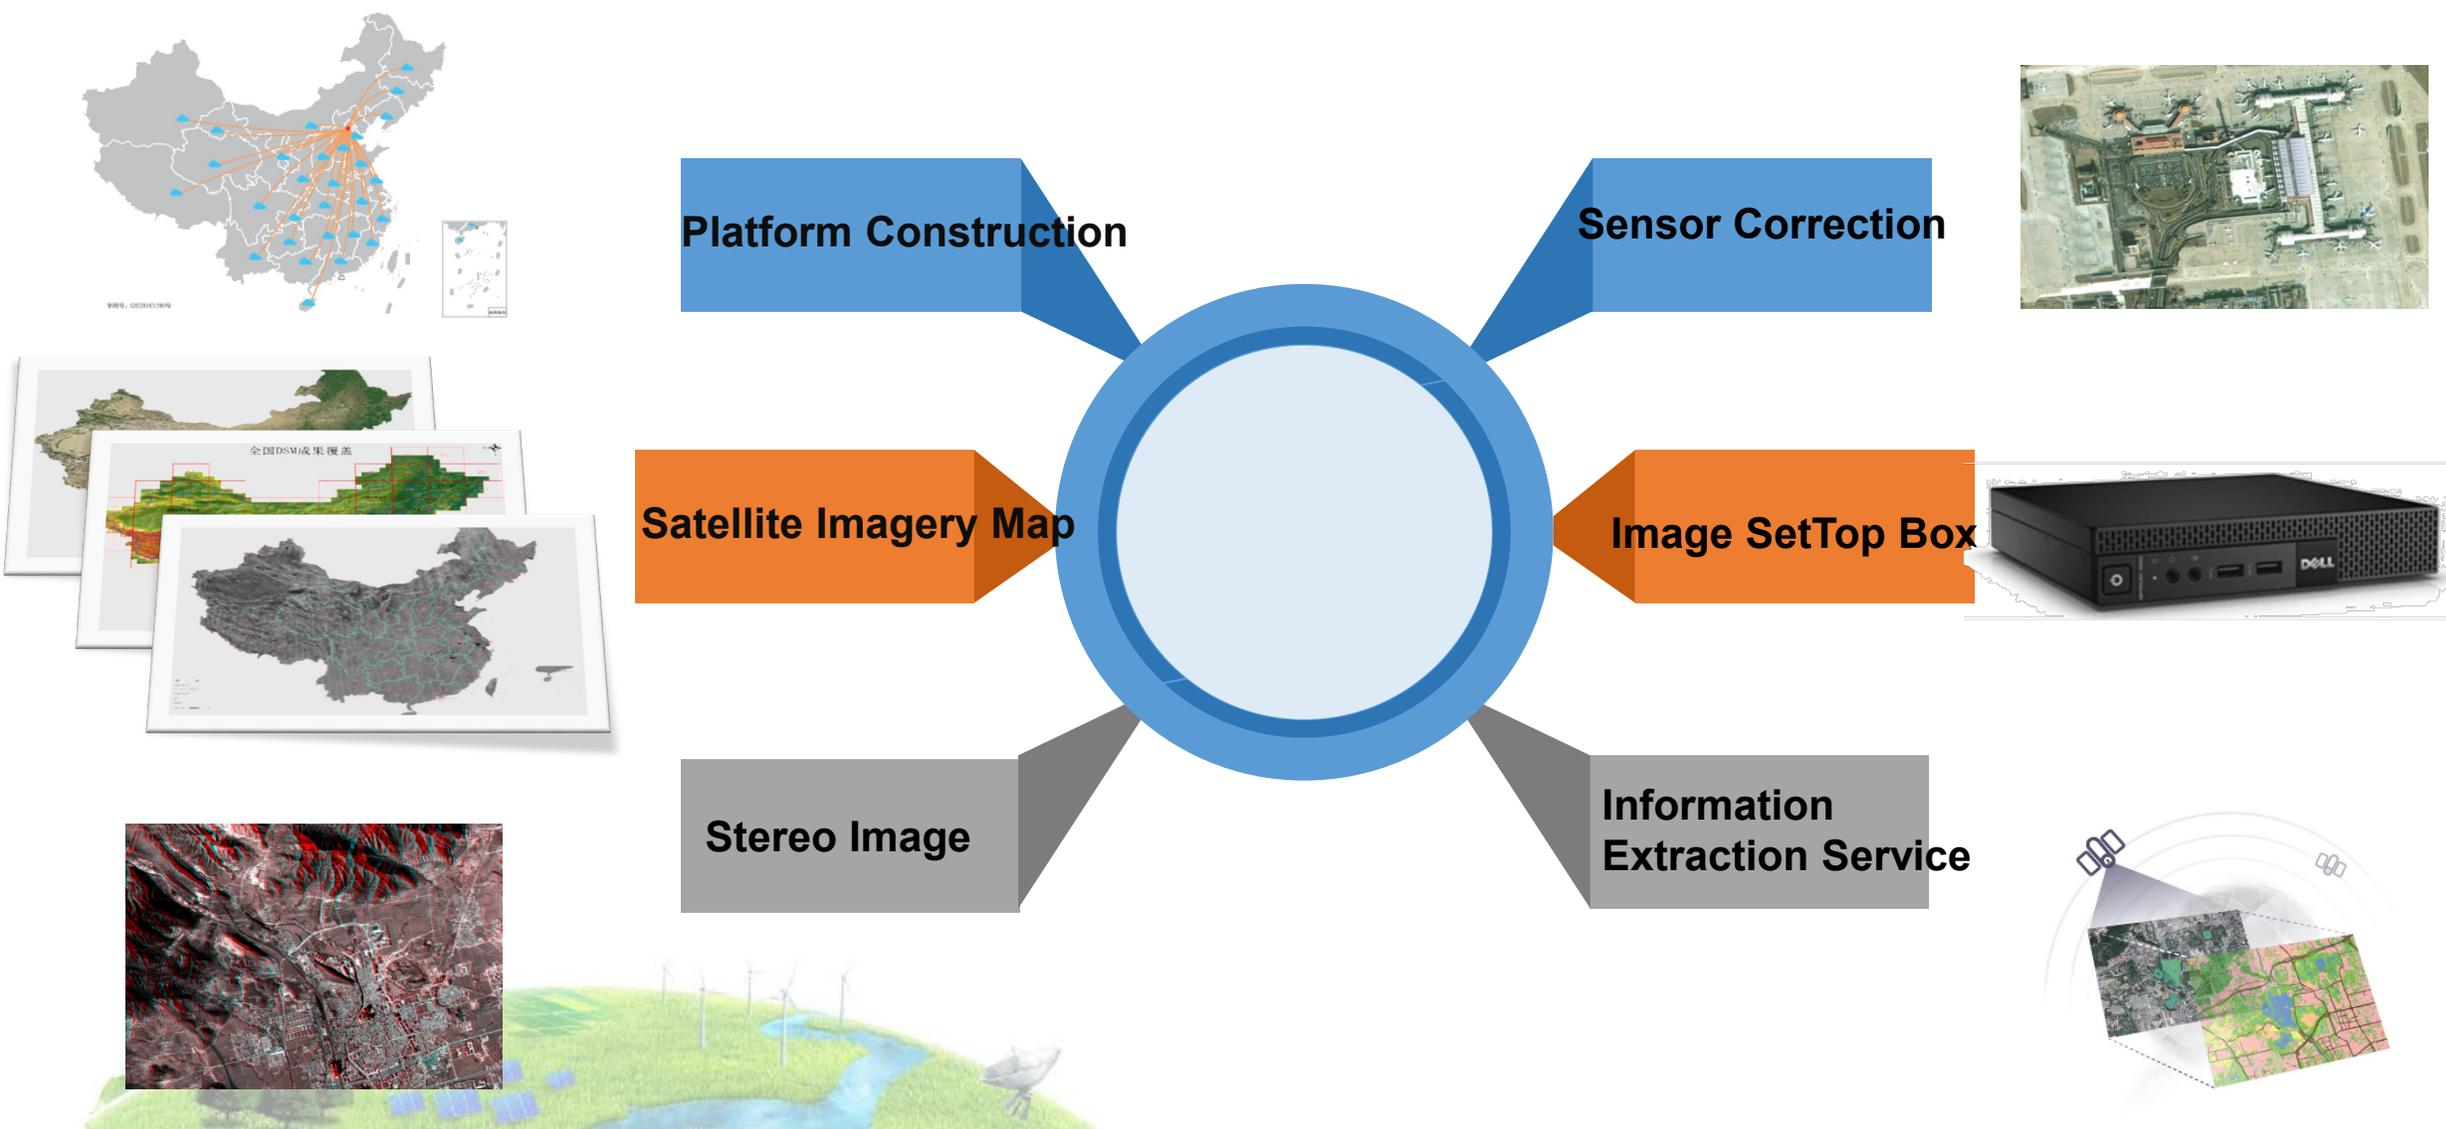 Platform Construction
Sensor Correction
全国DSM成果覆盖
Satellite Imagery Map
Image SetTop Box
DELL
Stereo Image
Information
Extraction Service